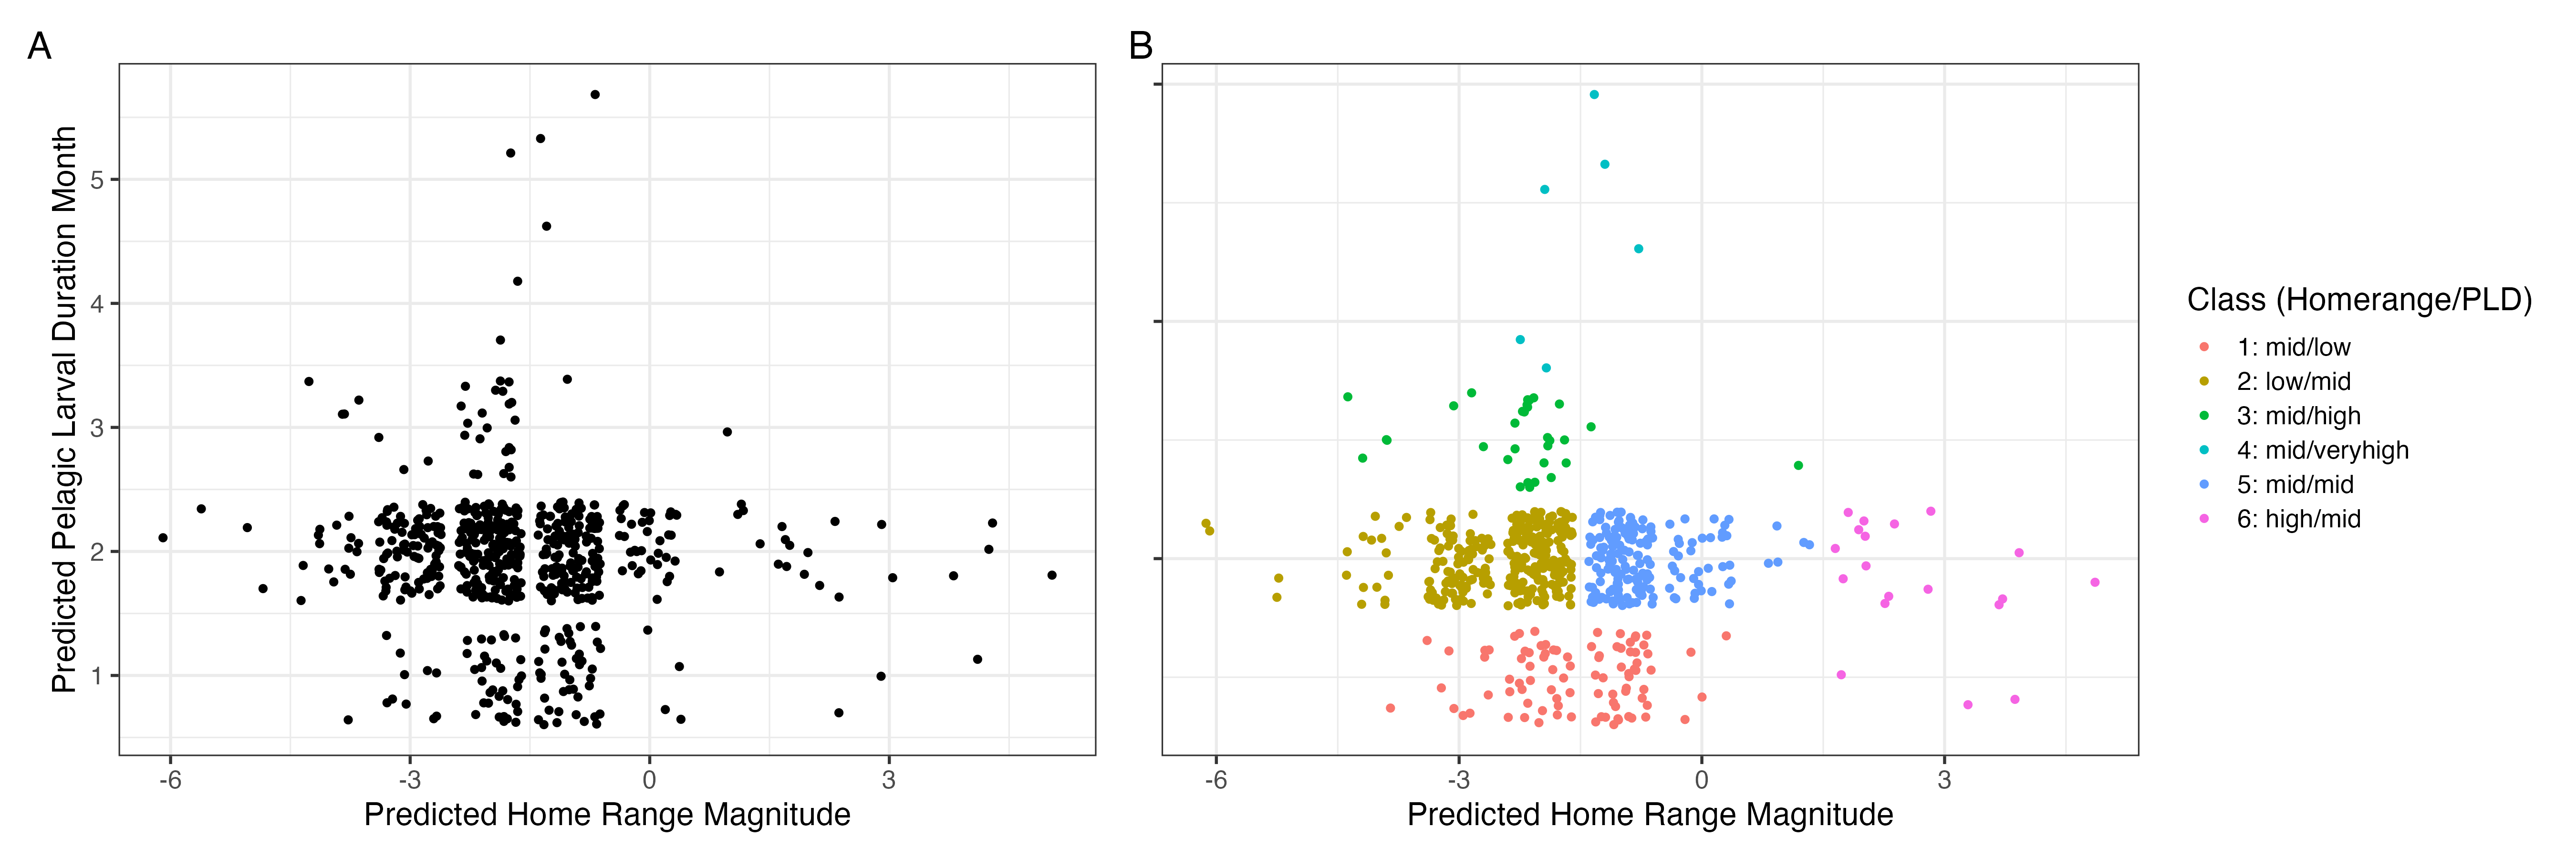 A
B
Predicted Pelagic Larval Duration Month
5
4
3
2
1
-6
-3
0
3
Predicted Home Range Magnitude
-6
-3
0
3
Predicted Home Range Magnitude
Class (Homerange/PLD)
1: mid/low
2: low/mid
3: mid/high
4: mid/veryhigh
5: mid/mid
6: high/mid